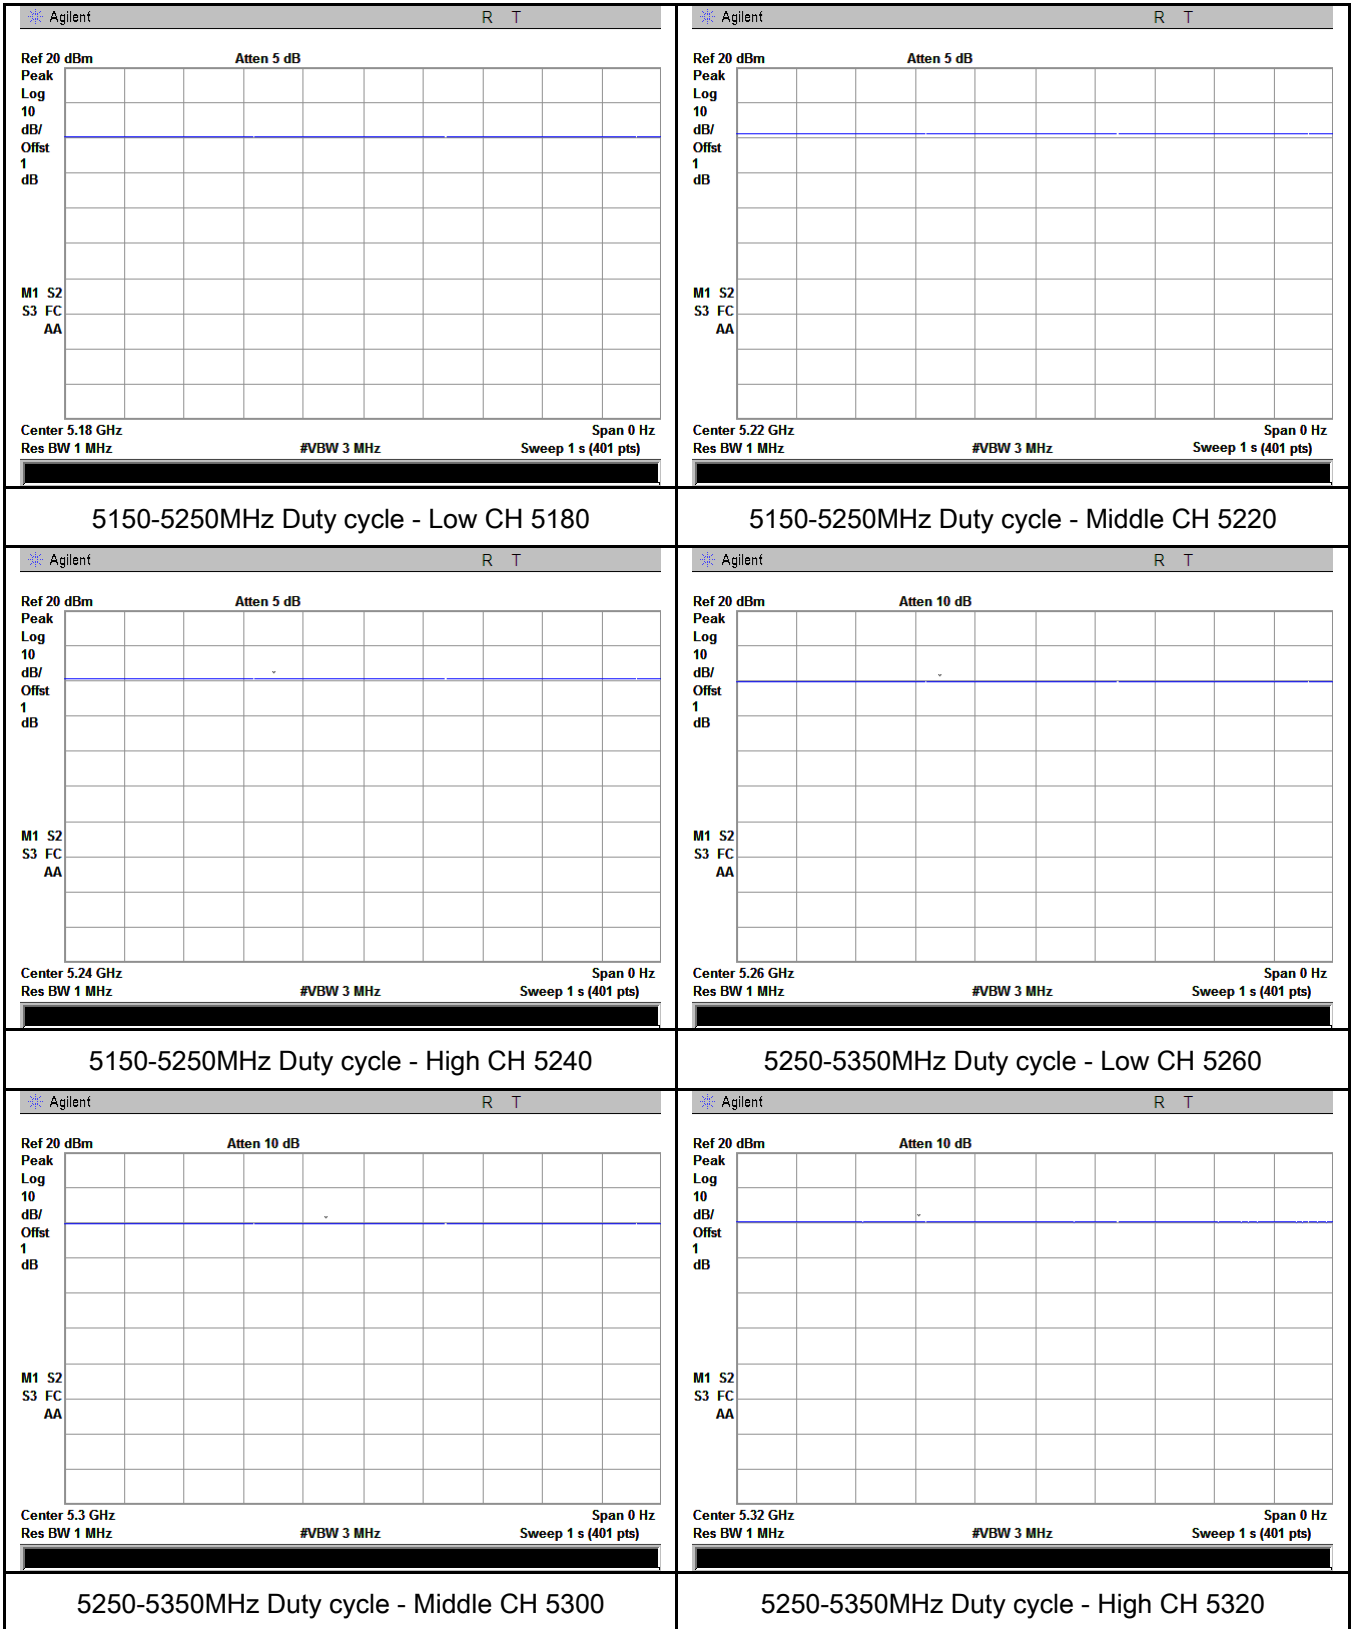 Agilent R T
Ref 20 dBm Atten 5 dB
Peak
Log
10
dB/
Offst
1
dB
M1 S2
S3 FC
AA
Center 5.18 GHz Span 0 Hz
Res BW 1 MHz #VBW 3 MHz Sweep 1 s (401 pts)
5150-5250MHz Duty cycle - Low CH 5180
Agilent R T
Ref 20 dBm Atten 5 dB
Peak
Log
10
dB/
Offst
1
dB
M1 S2
S3 FC
AA
Center 5.22 GHz Span 0 Hz
Res BW 1 MHz #VBW 3 MHz Sweep 1 s (401 pts)
5150-5250MHz Duty cycle - Middle CH 5220
Agilent R T
Ref 20 dBm Atten 5 dB
Peak
Log
10
dB/
Offst
1
dB
M1 S2
S3 FC
AA
Center 5.24 GHz Span 0 Hz
Res BW 1 MHz #VBW 3 MHz Sweep 1 s (401 pts)
5150-5250MHz Duty cycle - High CH 5240
Agilent R T
Ref 20 dBm Atten 10 dB
Peak
Log
10
dB/
Offst
1
dB
M1 S2
S3 FC
AA
Center 5.26 GHz Span 0 Hz
Res BW 1 MHz #VBW 3 MHz Sweep 1 s (401 pts)
5250-5350MHz Duty cycle - Low CH 5260
Agilent R T
Ref 20 dBm Atten 10 dB
Peak
Log
10
dB/
Offst
1
dB
M1 S2
S3 FC
AA
Center 5.3 GHz Span 0 Hz
Res BW 1 MHz #VBW 3 MHz Sweep 1 s (401 pts)
5250-5350MHz Duty cycle - Middle CH 5300
Agilent R T
Ref 20 dBm Atten 10 dB
Peak
Log
10
dB/
Offst
1
dB
M1 S2
S3 FC
AA
Center 5.32 GHz Span 0 Hz
Res BW 1 MHz #VBW 3 MHz Sweep 1 s (401 pts)
5250-5350MHz Duty cycle - High CH 5320